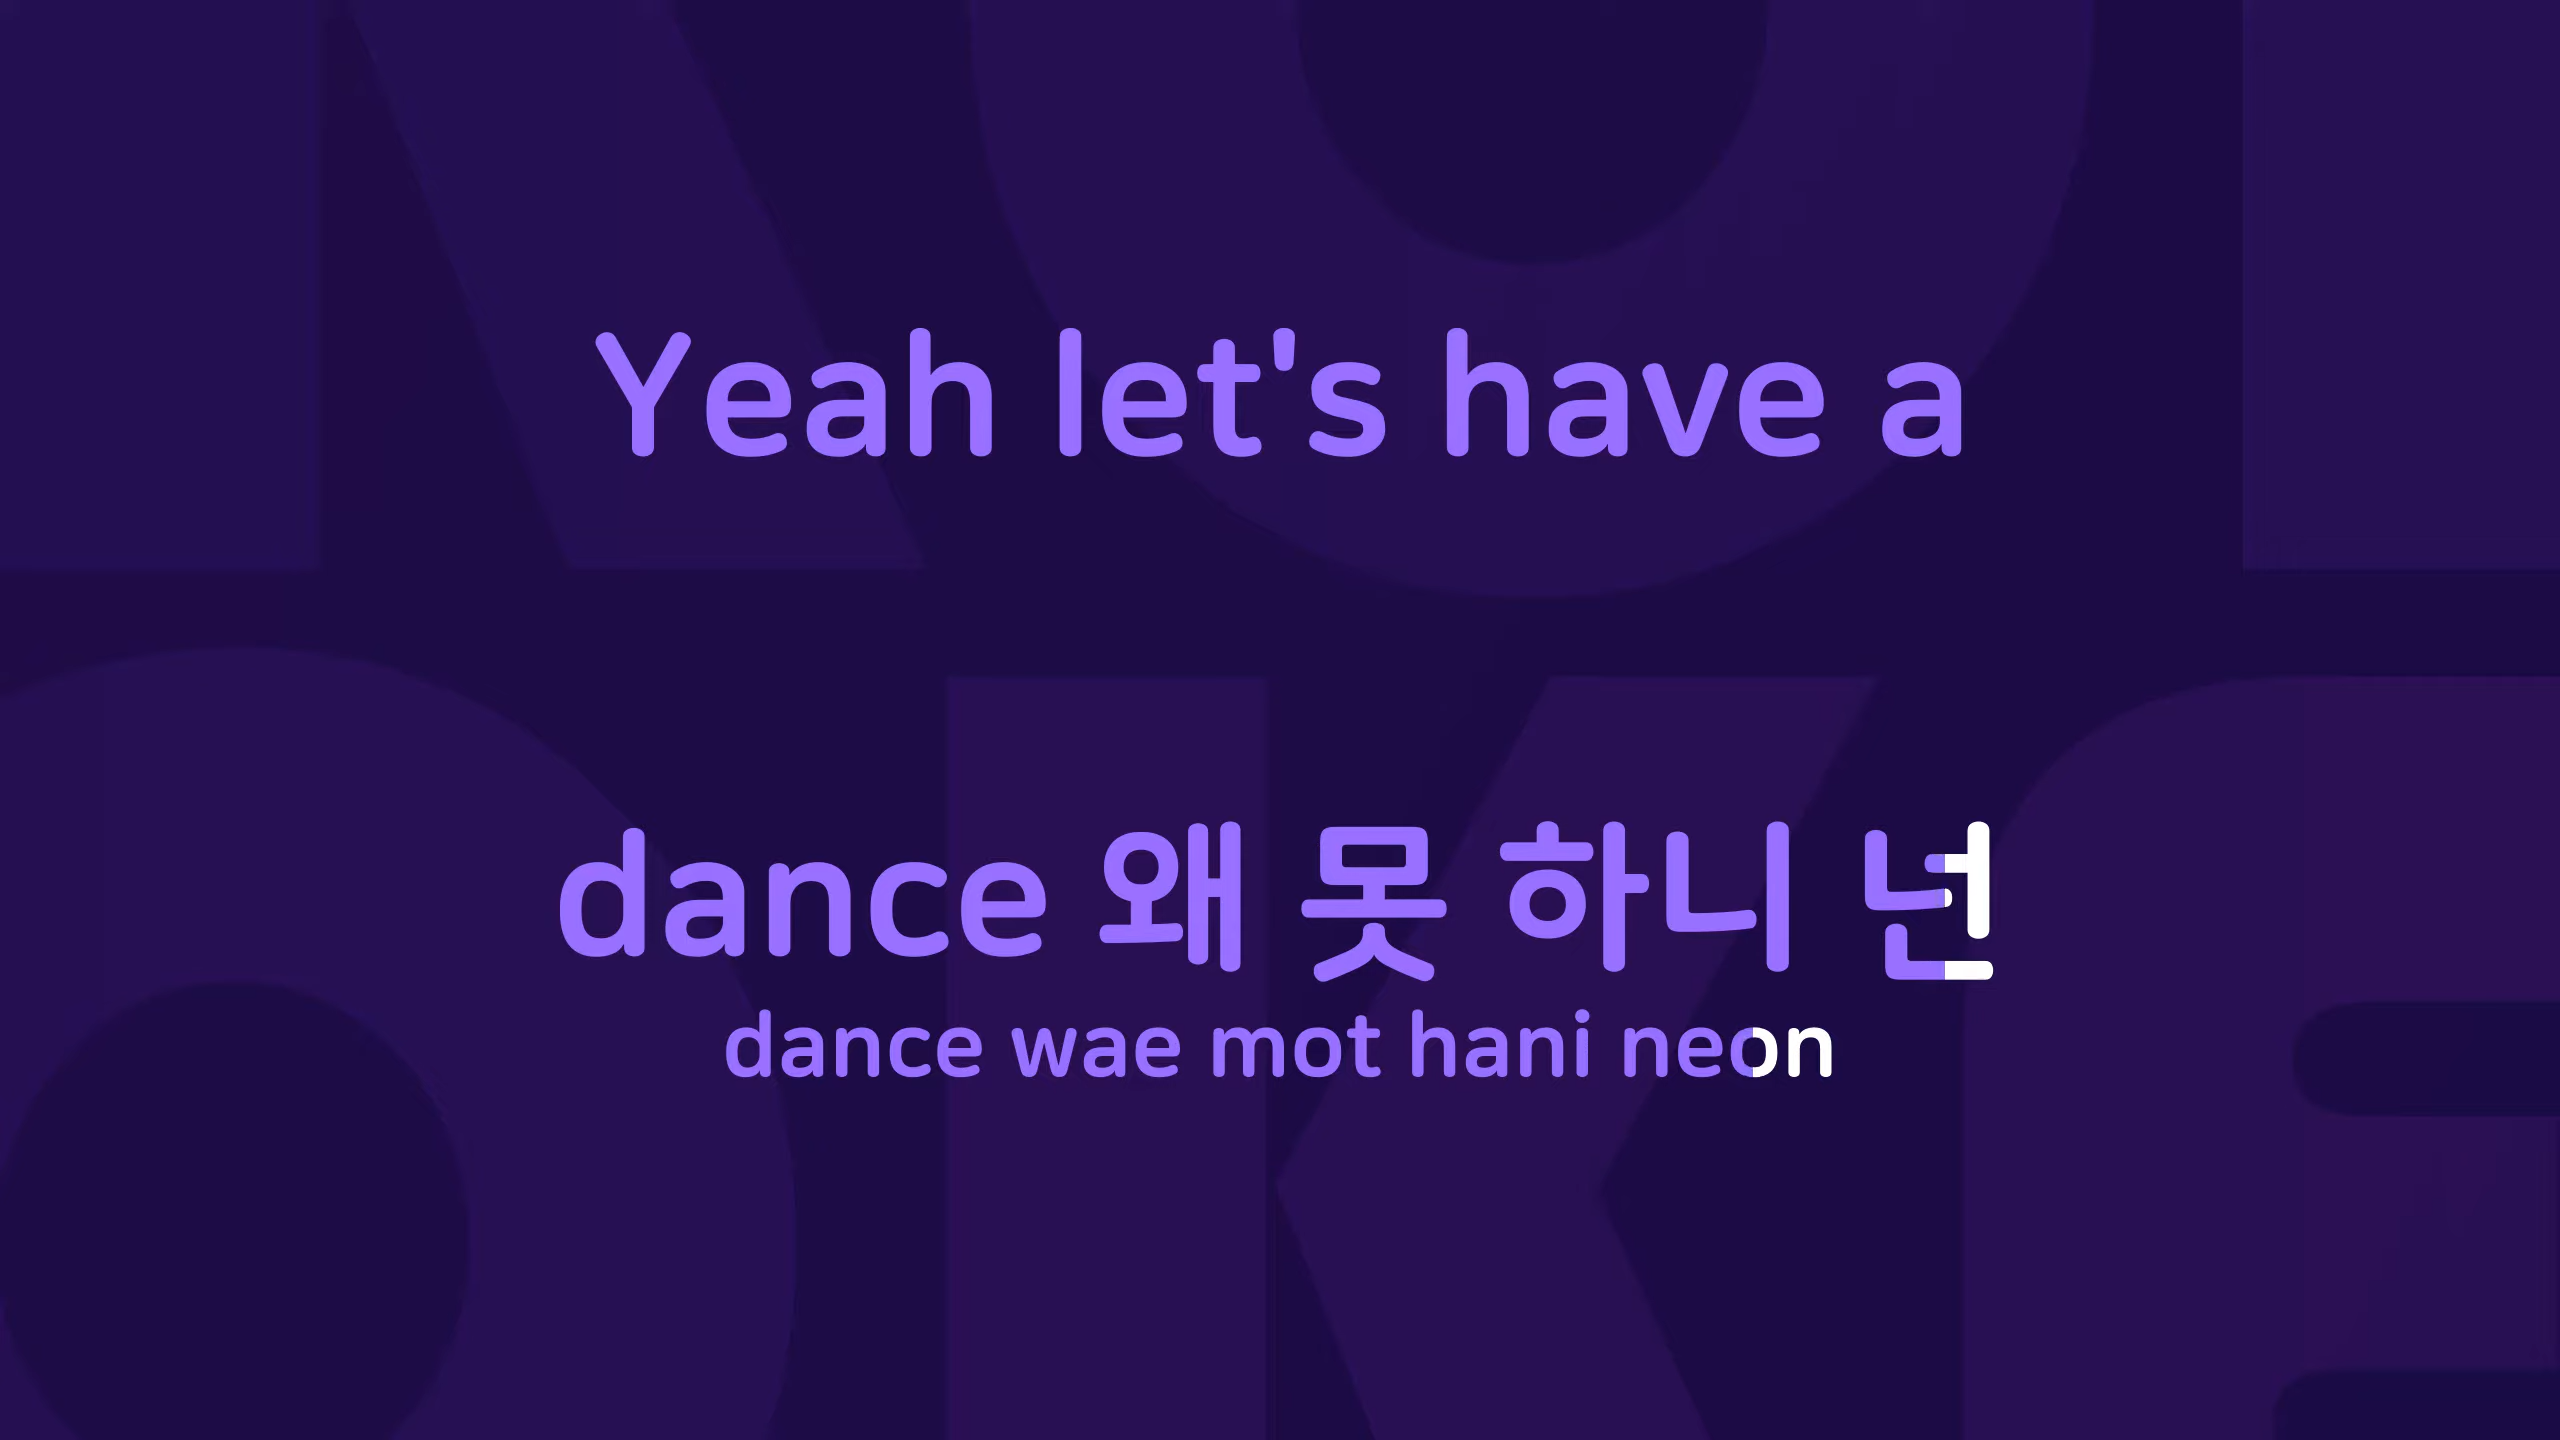 Yeah let's have a
dance 왜 못 하니 넌
dance wae mot hani neon